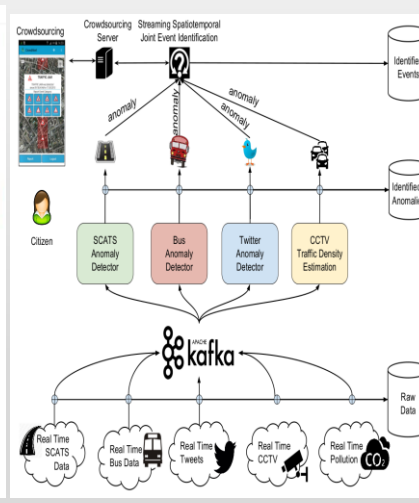 Crowdsourcing
Crowdsourcing
Server
Streaming Spatiotemporal
Joint Event Identification
Identified
Events
anomaly
anomaly
anomaly
anomaly
Identified
Anomalie
Citizen
SCATS
Anomaly
Detector
Bus
Anomaly
Detector
Twitter
Anomaly
Detector
CCTV
Traffic Density
Estimation
APACHE
kafka
Raw
Data
Real Time
SCATS
Data
Real Time
Bus Data
Real Time
Tweets
Real Time
CCTV
Real Time
Pollution
CO2